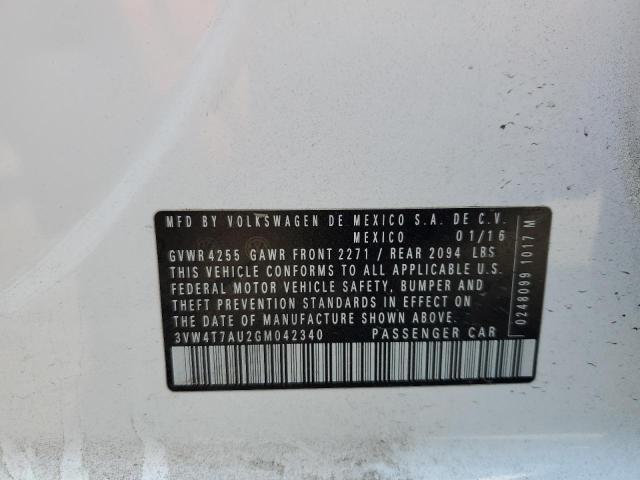 MFD BY VOLKSWAGEN DE MEXICO S.A. DE C.V.
MEXICO 01/16
GVWR 4255 GAWR FRONT 2271 / REAR 2094 LBS
THIS VEHICLE CONFORMS TO ALL APPLICABLE U.S.
FEDERAL MOTOR VEHICLE SAFETY, BUMPER AND
THEFT PREVENTION STANDARDS IN EFFECT ON
THE DATE OF MANUFACTURE SHOWN ABOVE.
3VW4T7AU2GM042340 PASSENGER CAR
0248099 1017 M